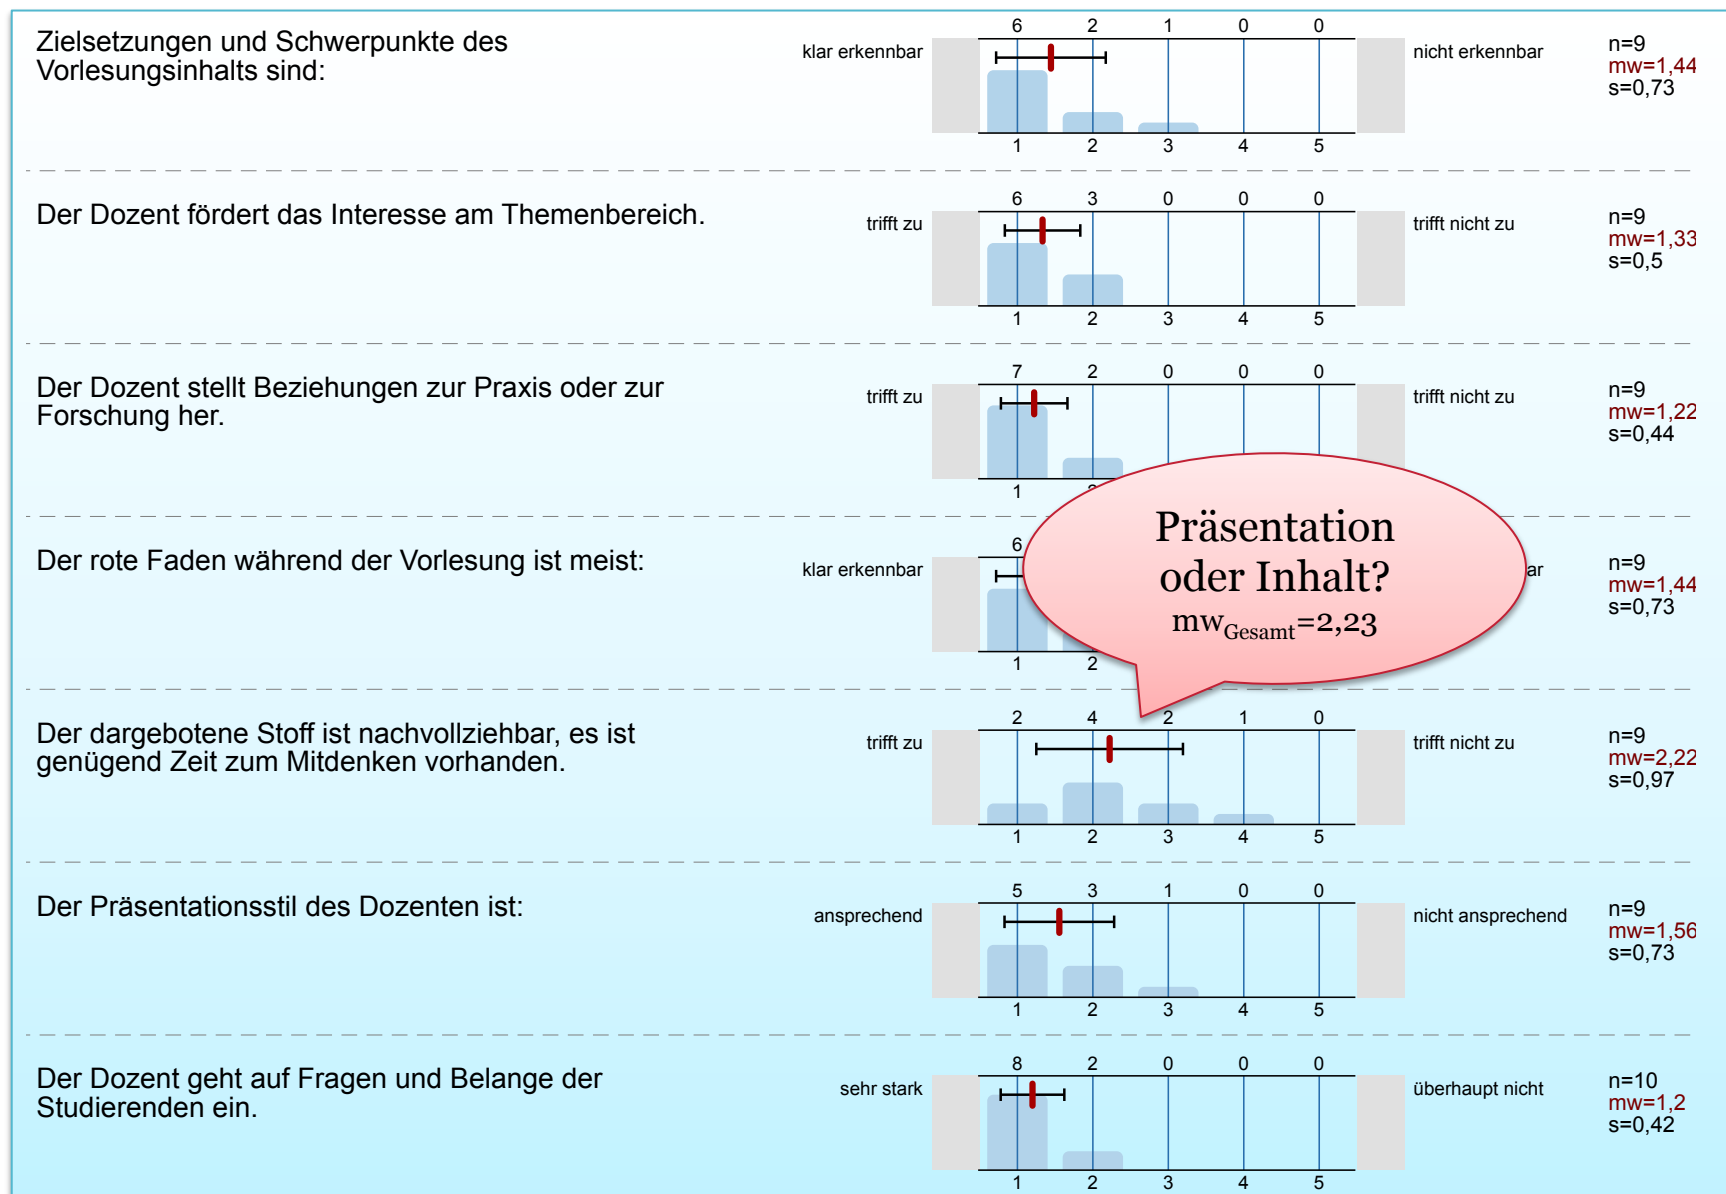 Zielsetzungen und Schwerpunkte des
Vorlesungsinhalts sind:
klar erkennbar
6 2 1 0 0
1 2 3 4 5
nicht erkennbar
n=9
mw=1,44
s=0,73
Der Dozent fördert das Interesse am Themenbereich.
trifft zu
6 3 0 0 0
1 2 3 4 5
trifft nicht zu
n=9
mw=1,33
s=0,5
Der Dozent stellt Beziehungen zur Praxis oder zur
Forschung her.
trifft zu
7 2 0 0 0
1
trifft nicht zu
n=9
mw=1,22
s=0,44
Präsentation
oder Inhalt?
mwGesamt=2,23
Der rote Faden während der Vorlesung ist meist:
klar erkennbar
6
1 2
n=9
mw=1,44
s=0,73
Der dargebotene Stoff ist nachvollziehbar, es ist
genügend Zeit zum Mitdenken vorhanden.
trifft zu
2 4 2 1 0
1 2 3 4 5
trifft nicht zu
n=9
mw=2,22
s=0,97
Der Präsentationsstil des Dozenten ist:
ansprechend
5 3 1 0 0
1 2 3 4 5
nicht ansprechend
n=9
mw=1,56
s=0,73
Der Dozent geht auf Fragen und Belange der
Studierenden ein.
sehr stark
8 2 0 0 0
1 2 3 4 5
überhaupt nicht
n=10
mw=1,2
s=0,42